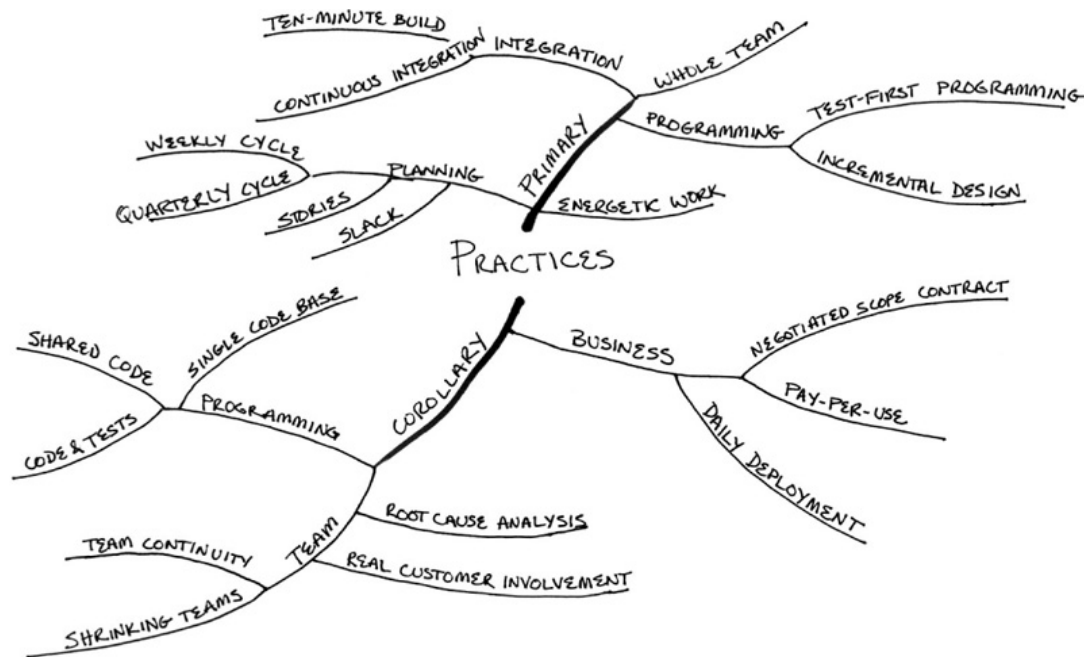 TEN-MINUTE BUILD
CONTINUOUS INTEGRATION
INTEGRATION
WHOLE TEAM
PROGRAMMING
TEST-FIRST PROGRAMMING
INCREMENTAL DESIGN
PRIMARY
WEEKLY CYCLE
QUARTERLY CYCLE
PLANNING
STORIES
SLACK
ENERGETIC WORK
PRACTICES
COROLLARY
SHARED CODE
SINGLE CODE BASE
PROGRAMMING
CODE & TESTS
BUSINESS
NEGOTIATED SCOPE CONTRACT
PAY-PER-USE
DAILY DEPLOYMENT
TEAM
ROOT CAUSE ANALYSIS
TEAM CONTINUITY
REAL CUSTOMER INVOLVEMENT
SHRINKING TEAMS